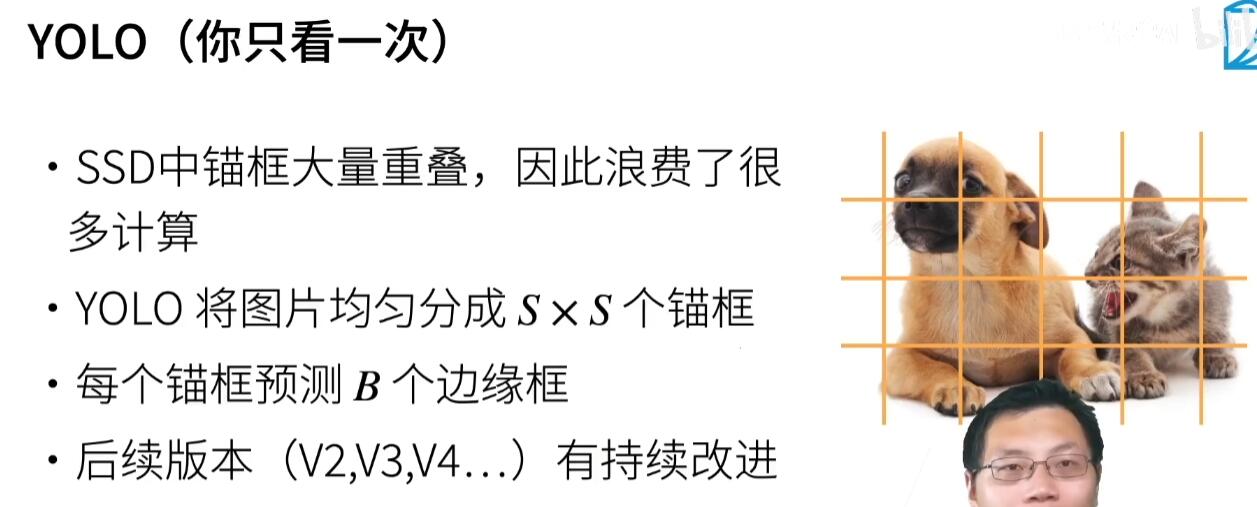 YOLO（你只看一次）
• SSD中锚框大量重叠，因此浪费了很
多计算
• YOLO 将图片均匀分成 S × S 个锚框
• 每个锚框预测 B 个边缘框
• 后续版本（V2,V3,V4…）有持续改进